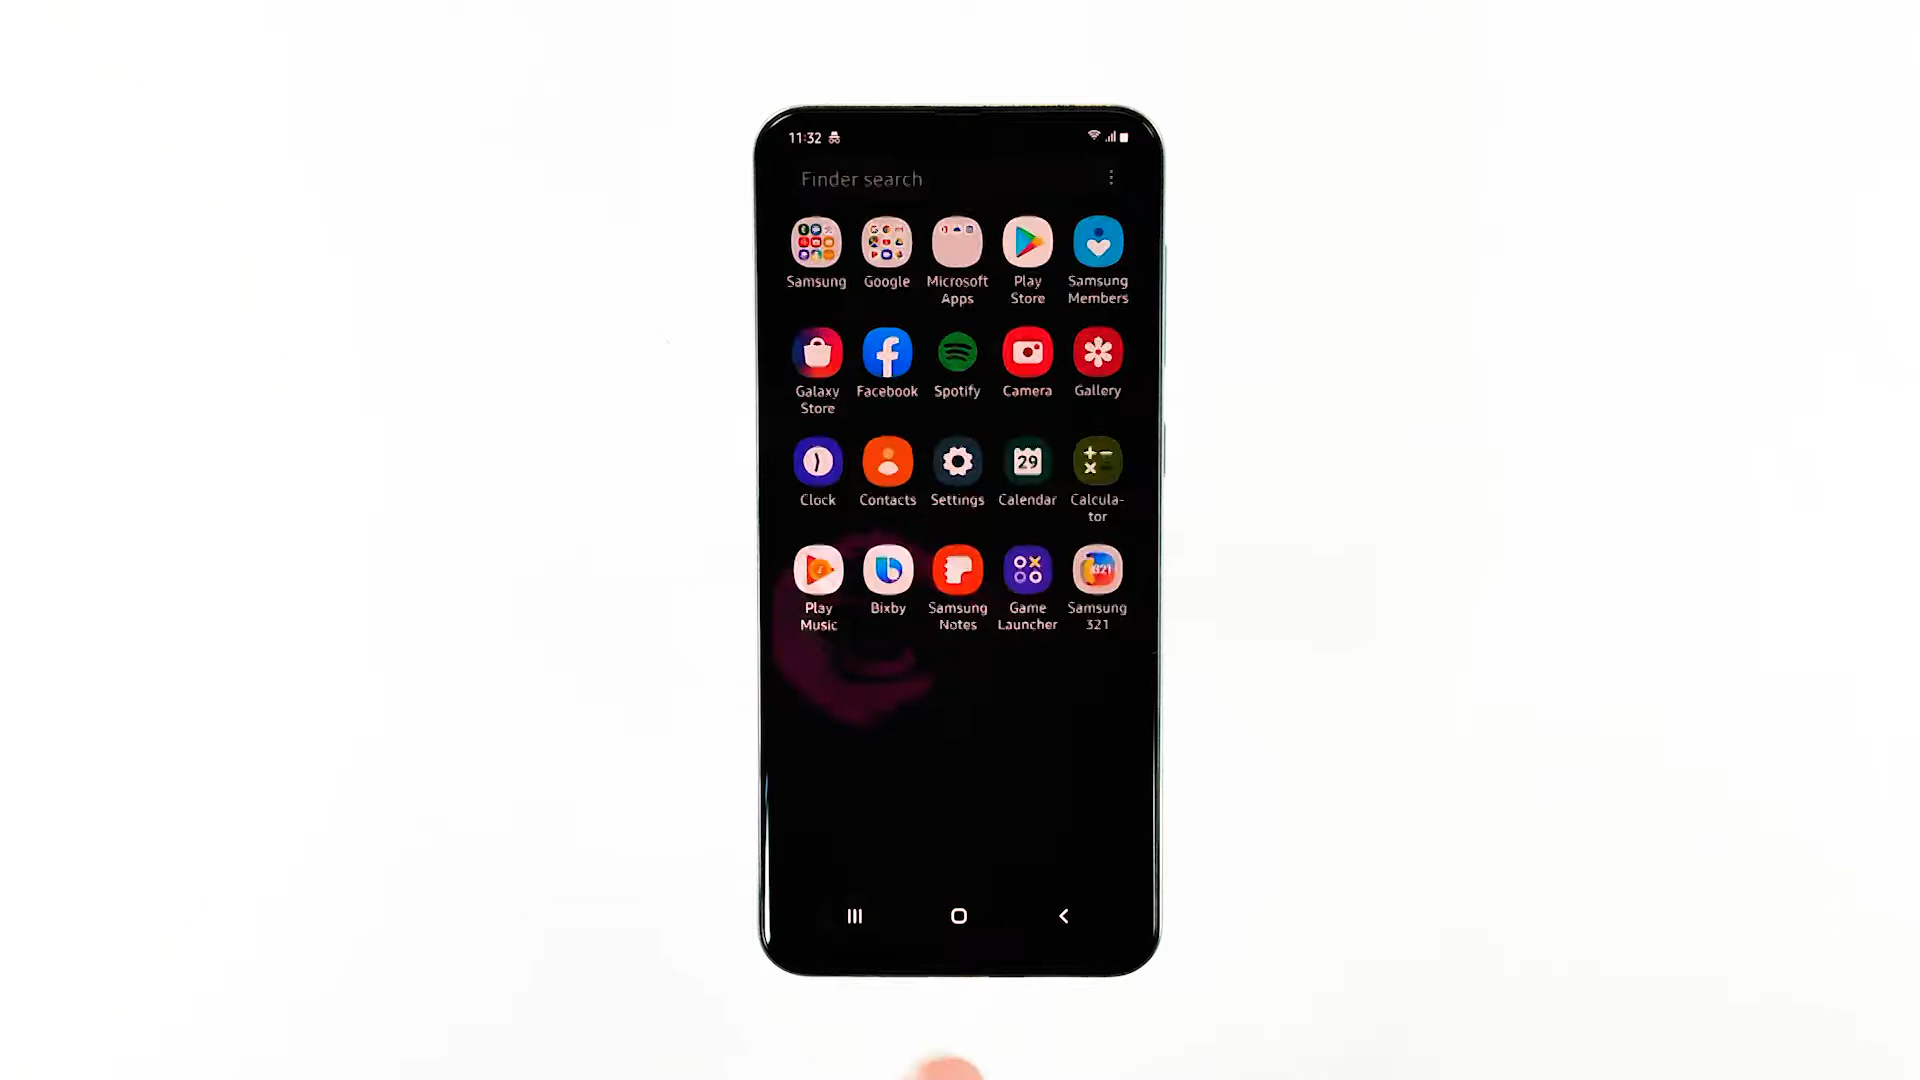 11:32
Finder search
Samsung Google Microsoft Apps Play Store Samsung Members
Galaxy Store Facebook Spotify Camera Gallery
29
Clock Contacts Settings Calendar Calcula-tor
321
Play Music Bixby Samsung Notes Game Launcher Samsung 321